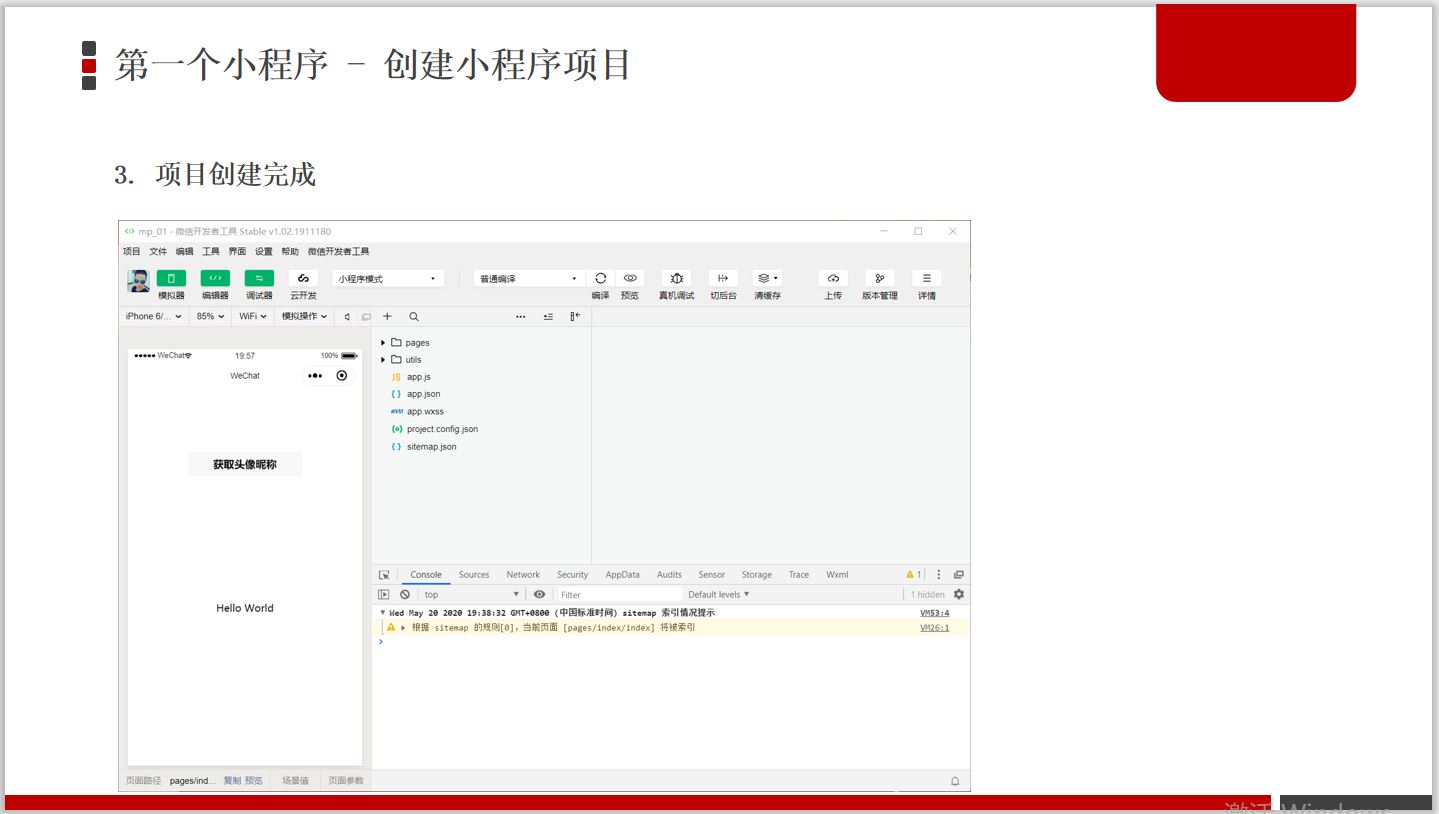 第一个小程序 - 创建小程序项目
3. 项目创建完成
mp_01 - 微信开发者工具 Stable v1.02.1911180
项目 文件 编辑 工具 界面 设置 帮助 微信开发者工具
小程序模式 普通编译
模拟器 编辑器 调试器 云开发 编译 预览 真机调试 切后台 清缓存 上传 版本管理 详情
iPhone 6/... 85% WiFi 模拟操作
WeChat 19:57 100%
WeChat
获取头像昵称
Hello World
pages
utils
JS app.js
{ } app.json
WXSS app.wxss
{o} project.config.json
{ } sitemap.json
Console Sources Network Security AppData Audits Sensor Storage Trace Wxml 1
top Filter Default levels 1 hidden
Wed May 20 2020 19:38:32 GMT+0800 (中国标准时间) sitemap 索引情况提示 VM53:4
根据 sitemap 的规则[0]，当前页面 [pages/index/index] 将被索引 VM26:1
页面路径 pages/ind... 复制 预览 场景值 页面参数
激活 Windows